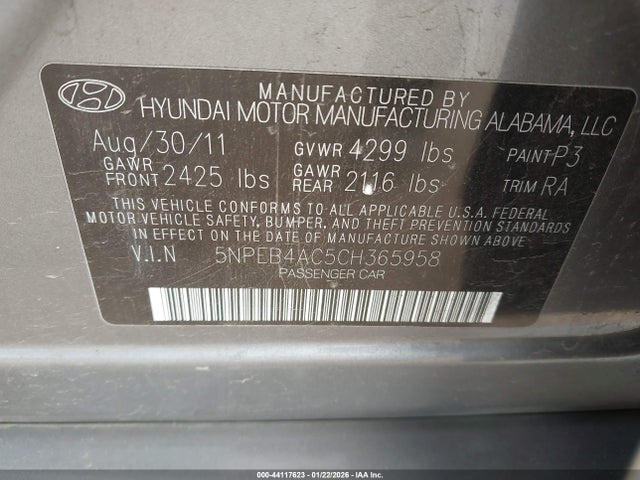 MANUFACTURED BY
HYUNDAI MOTOR MANUFACTURING ALABAMA, LLC
Aug/30/11 GVWR 4299 lbs PAINT P3
GAWR FRONT 2425 lbs GAWR REAR 2116 lbs TRIM RA
THIS VEHICLE CONFORMS TO ALL APPLICABLE U.S.A. FEDERAL
MOTOR VEHICLE SAFETY, BUMPER, AND THEFT PREVENTION STANDARDS
IN EFFECT ON THE DATE OF MANUFACTURE SHOWN ABOVE.
V.I.N 5NPEB4AC5CH365958
PASSENGER CAR
000-44117623 - 01/22/2026 - IAA Inc.